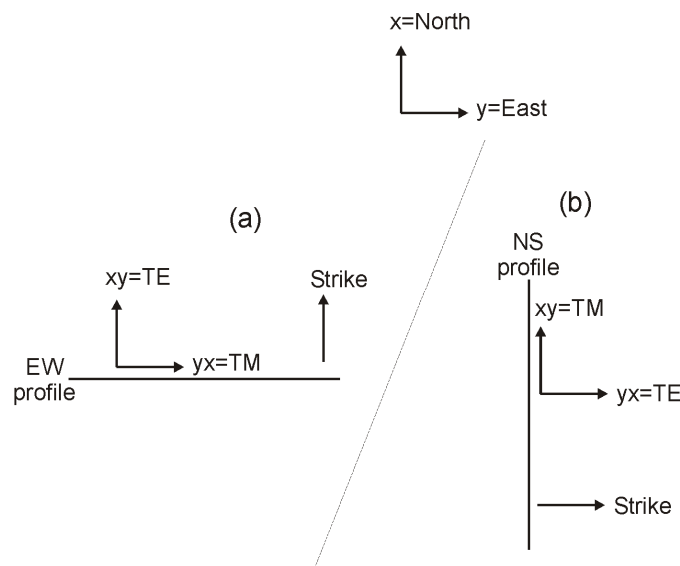 x=North
y=East
(a)
xy=TE
Strike
yx=TM
EW
profile
(b)
NS
profile
xy=TM
yx=TE
Strike